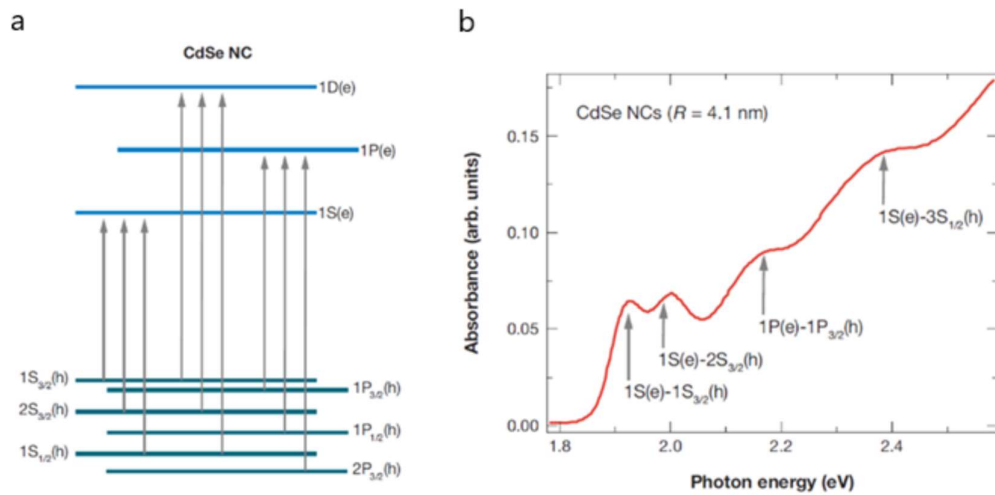 a
CdSe NC
1D(e)
1P(e)
1S(e)
1S3/2(h)
1P3/2(h)
2S3/2(h)
1P1/2(h)
1S1/2(h)
2P3/2(h)
b
CdSe NCs (R = 4.1 nm)
Absorbance (arb. units)
0.15
0.10
0.05
0.00
1S(e)-3S1/2(h)
1P(e)-1P3/2(h)
1S(e)-2S3/2(h)
1S(e)-1S3/2(h)
1.8 2.0 2.2 2.4
Photon energy (eV)